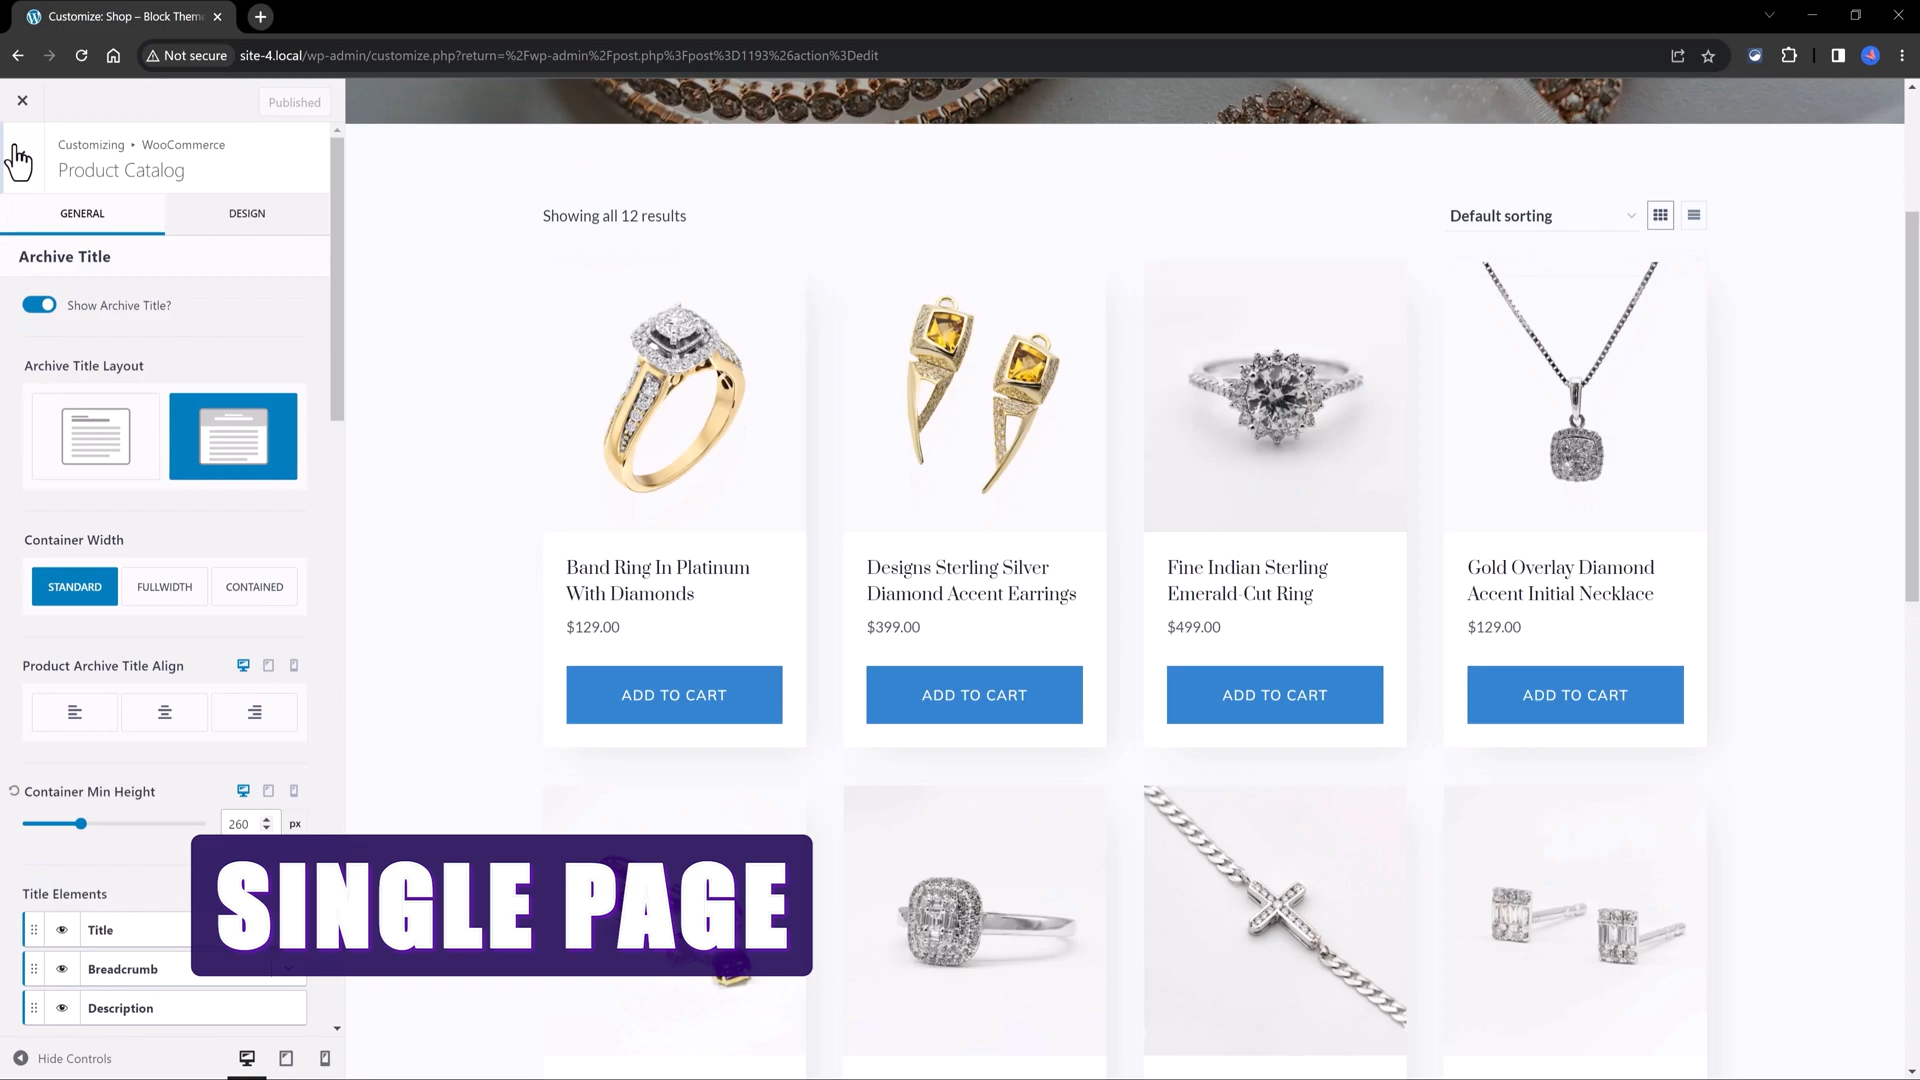 Customize: Shop – Block Theme
Not secure
site-4.local/wp-admin/customize.php?return=%2Fwp-admin%2Fpost.php%3Fpost%3D1193%26action%3Dedit
Published
Customizing ▸ WooCommerce
Product Catalog
GENERAL
DESIGN
Archive Title
Show Archive Title?
Archive Title Layout
Container Width
STANDARD
FULLWIDTH
CONTAINED
Product Archive Title Align
Container Min Height
260
px
Title Elements
Title
Breadcrumb
Description
Hide Controls
Showing all 12 results
Default sorting
Band Ring In Platinum
With Diamonds
$129.00
ADD TO CART
Designs Sterling Silver
Diamond Accent Earrings
$399.00
ADD TO CART
Fine Indian Sterling
Emerald-Cut Ring
$499.00
ADD TO CART
Gold Overlay Diamond
Accent Initial Necklace
$129.00
ADD TO CART
SINGLE PAGE